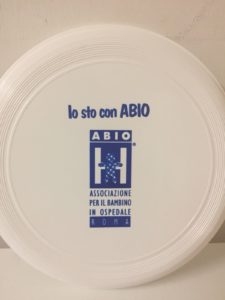 Io sto con ABIO
ABIO
®
ASSOCIAZIONE
PER IL BAMBINO
IN OSPEDALE
ROMA